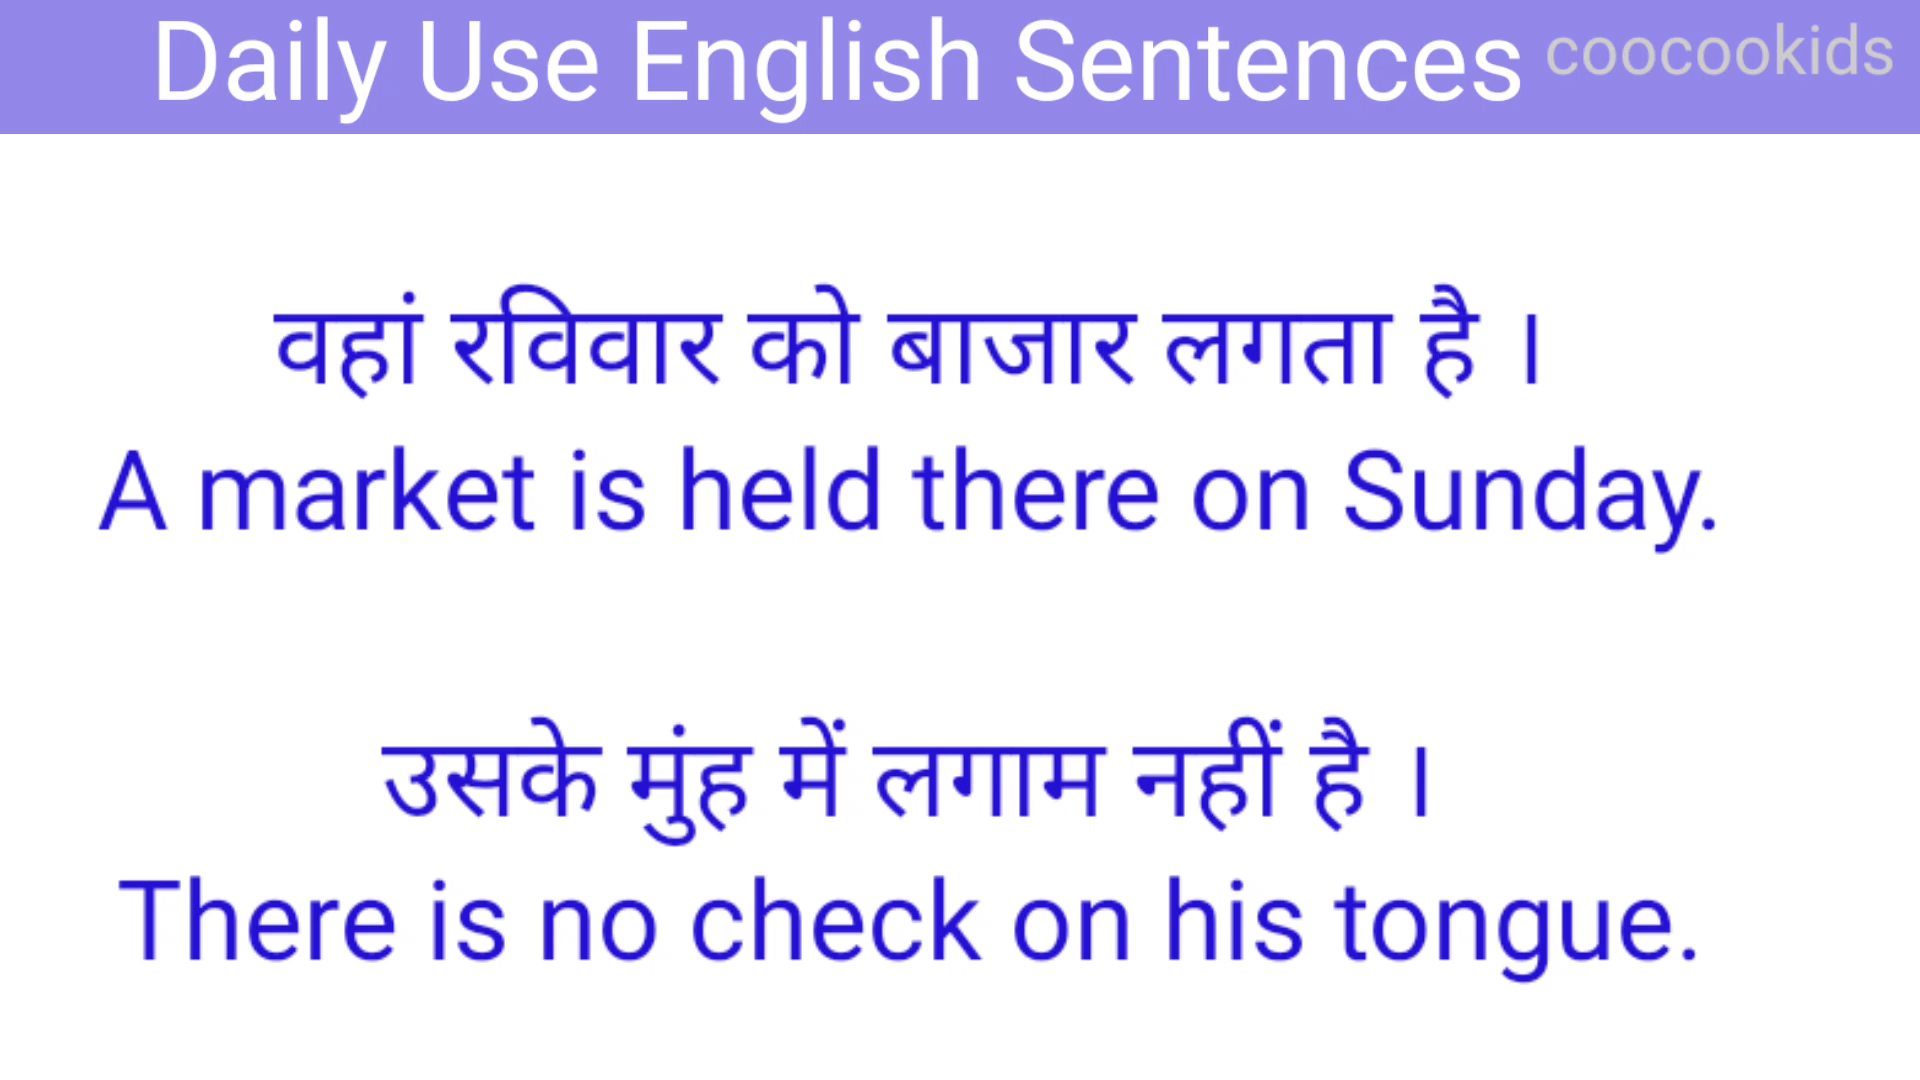 Daily Use English Sentences coocookids
वहां रविवार को बाजार लगता है ।
A market is held there on Sunday.
उसके मुंह में लगाम नहीं है ।
There is no check on his tongue.